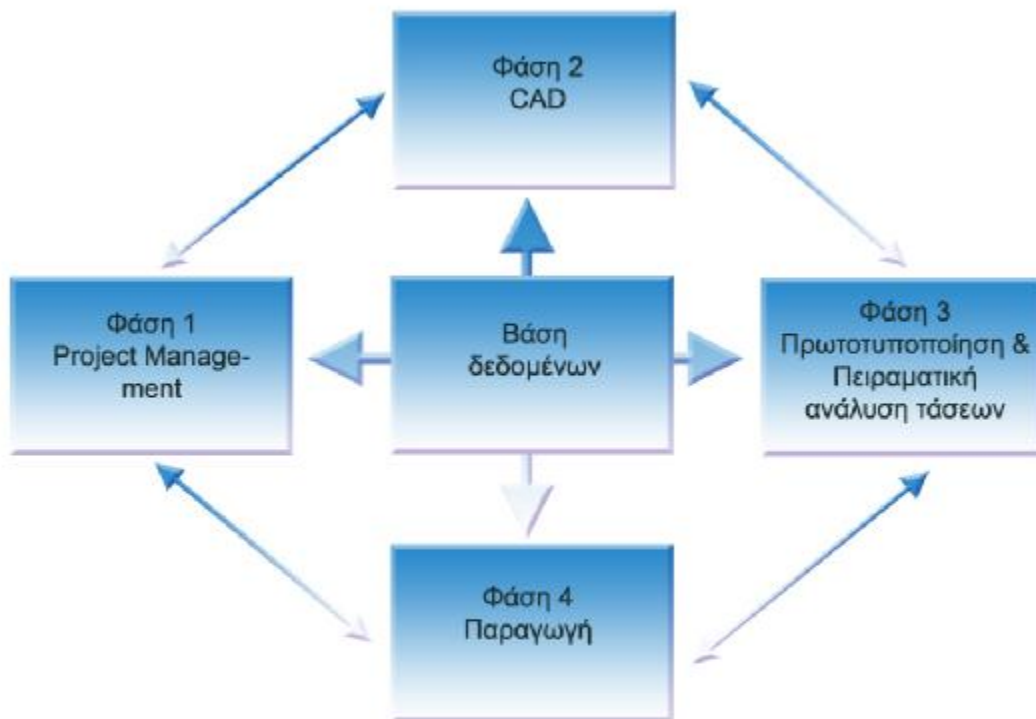 Φάση 2
CAD
Φάση 1
Project Manage-
ment
Βάση
δεδομένων
Φάση 3
Πρωτοτυποποίηση &
Πειραματική
ανάλυση τάσεων
Φάση 4
Παραγωγή